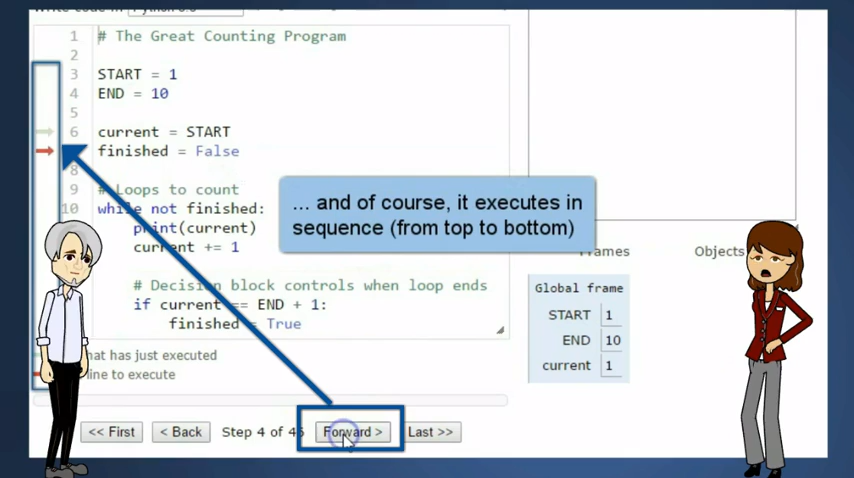 1 # The Great Counting Program
2
3 START = 1
4 END = 10
5
6 current = START
finished = False
8
9 # Loops to count
10 while not finished:
print(current)
current += 1
# Decision block controls when loop ends
if current == END + 1:
finished = True
... and of course, it executes in
sequence (from top to bottom)
Frames Objects
Global frame
START 1
END 10
current 1
that has just executed
line to execute
<< First < Back Step 4 of 46 Forward > Last >>